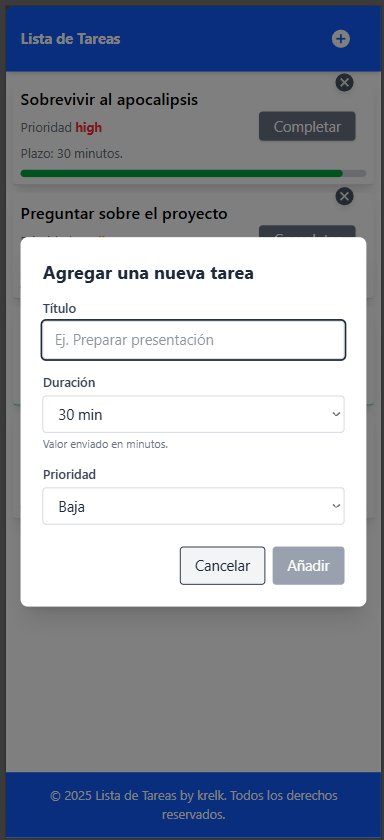 Lista de Tareas
Sobrevivir al apocalipsis
Prioridad high
Completar
Plazo: 30 minutos.
Preguntar sobre el proyecto
Agregar una nueva tarea
Título
Ej. Preparar presentación
Duración
30 min
Valor enviado en minutos.
Prioridad
Baja
Cancelar
Añadir
© 2025 Lista de Tareas by krelk. Todos los derechos
reservados.